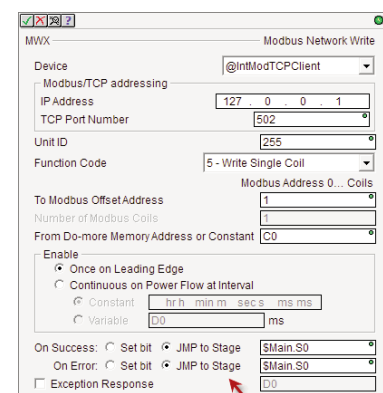 MWX Modbus Network Write
Device @IntModTCPClient
Modbus/TCP addressing
IP Address 127 . 0 . 0 . 1
TCP Port Number 502
Unit ID 255
Function Code 5 - Write Single Coil
Modbus Address 0... Coils
To Modbus Offset Address 1
Number of Modbus Coils 1
From Do-more Memory Address or Constant C0
Enable
Once on Leading Edge
Continuous on Power Flow at Interval
Constant hr h min m sec s ms ms
Variable D0 ms
On Success: Set bit JMP to Stage $Main.S0
On Error: Set bit JMP to Stage $Main.S0
Exception Response D0